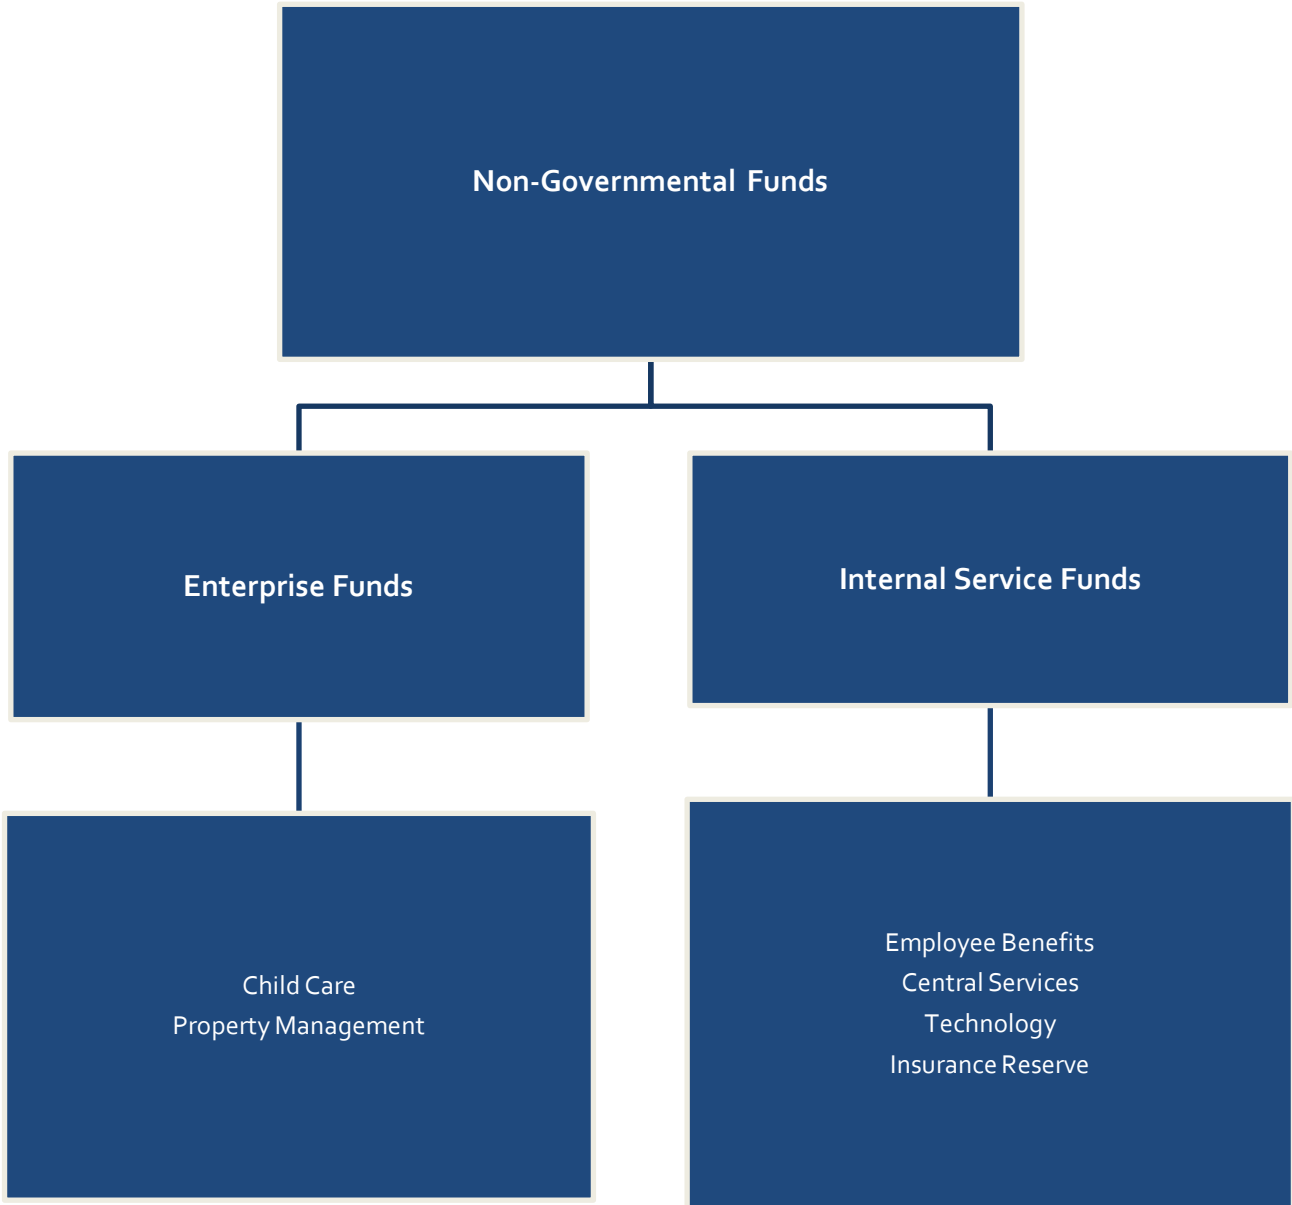 Non-Governmental Funds
Enterprise Funds
Internal Service Funds
Child Care
Property Management
Employee Benefits
Central Services
Technology
Insurance Reserve